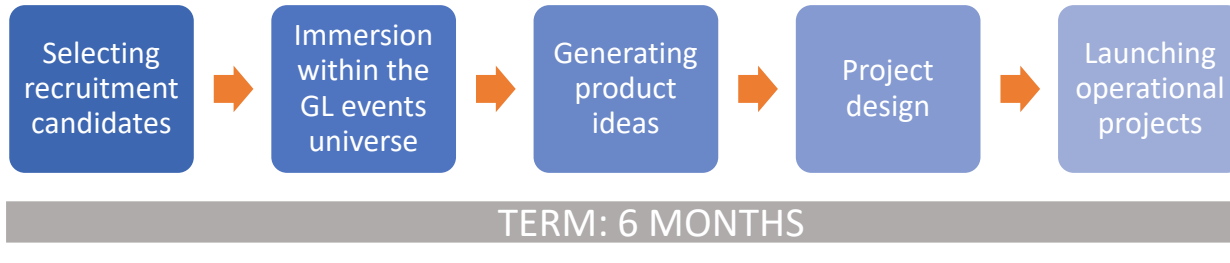 Selecting
recruitment
candidates
Immersion
within the
GL events
universe
Generating
product
ideas
Project
design
Launching
operational
projects
TERM: 6 MONTHS